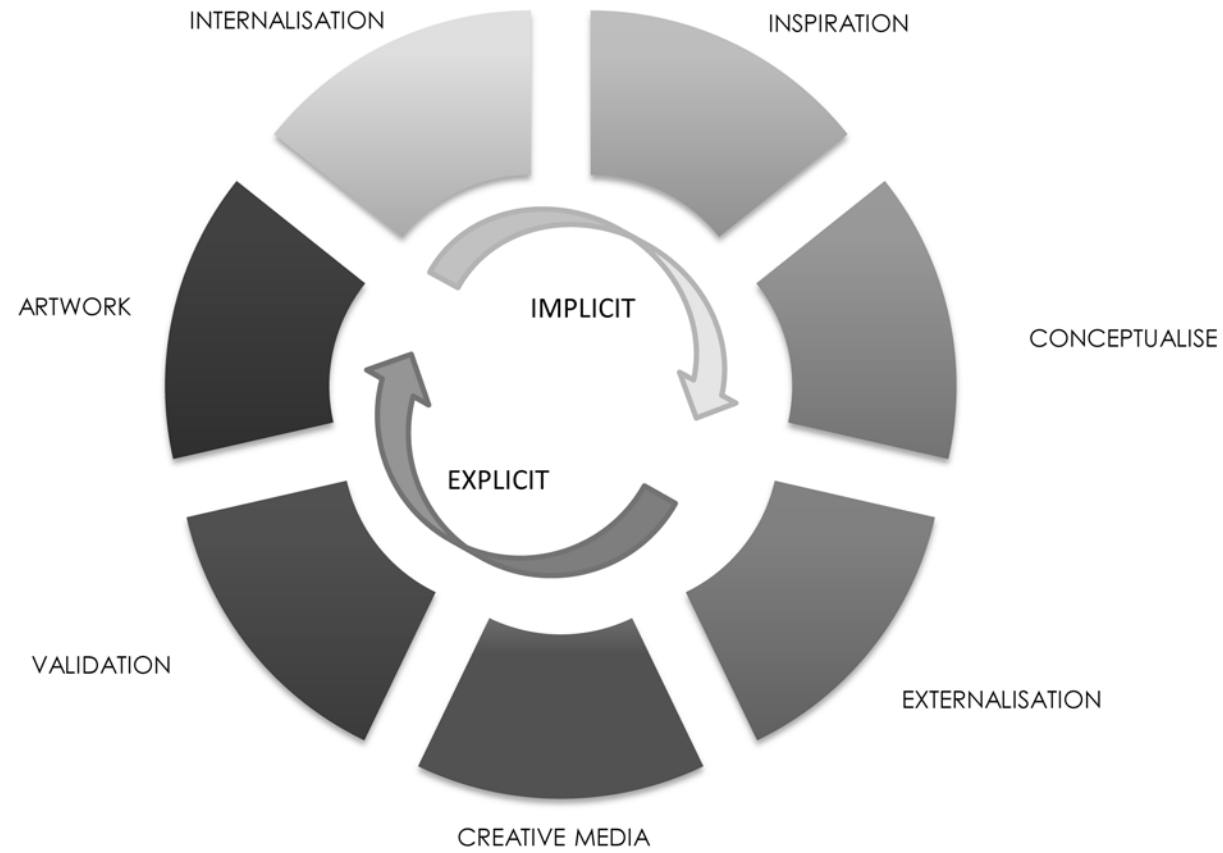 INTERNALISATION
INSPIRATION
ARTWORK
IMPLICIT
CONCEPTUALISE
EXPLICIT
VALIDATION
EXTERNALISATION
CREATIVE MEDIA